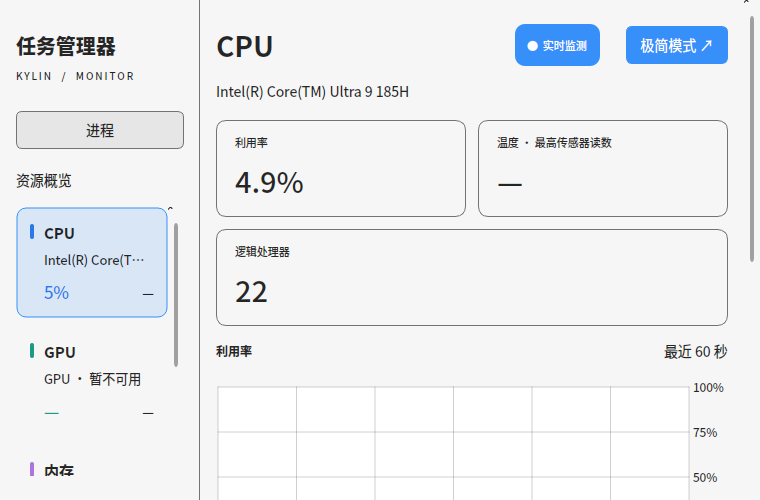 任务管理器
KYLIN / MONITOR
进程
资源概览
CPU
Intel(R) Core(T…
5% —
GPU
GPU · 暂不可用
— —
内存
CPU
实时监测
极简模式 ↗
Intel(R) Core(TM) Ultra 9 185H
利用率
4.9%
温度 · 最高传感器读数
—
逻辑处理器
22
利用率
最近 60 秒
100%
75%
50%